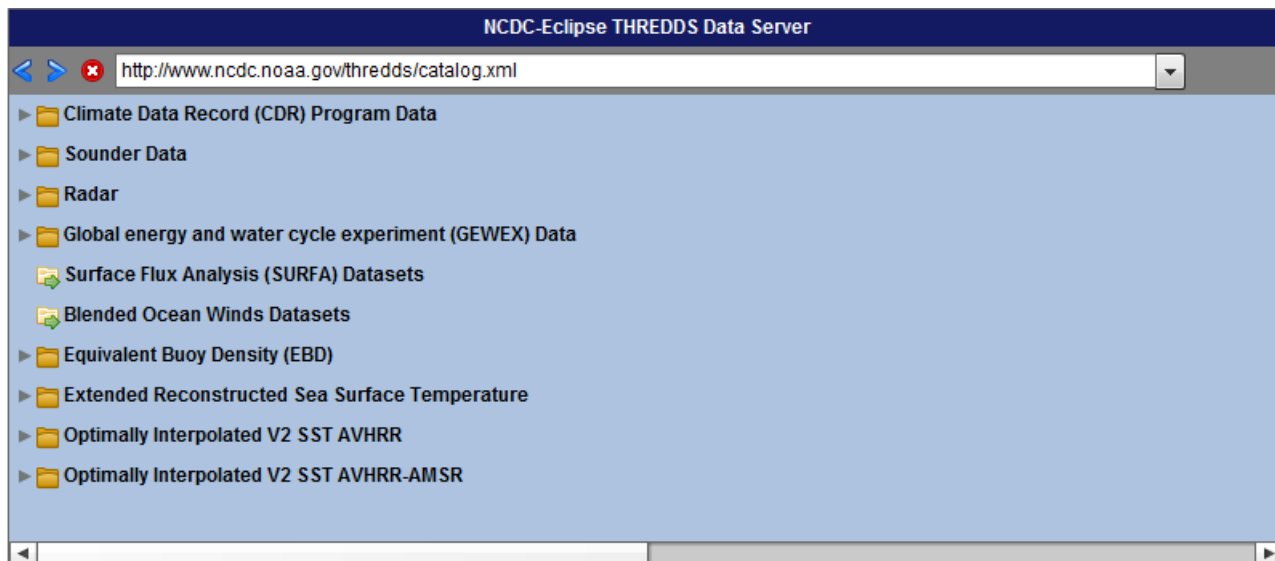 NCDC-Eclipse THREDDS Data Server
http://www.ncdc.noaa.gov/thredds/catalog.xml
Climate Data Record (CDR) Program Data
Sounder Data
Radar
Global energy and water cycle experiment (GEWEX) Data
Surface Flux Analysis (SURFA) Datasets
Blended Ocean Winds Datasets
Equivalent Buoy Density (EBD)
Extended Reconstructed Sea Surface Temperature
Optimally Interpolated V2 SST AVHRR
Optimally Interpolated V2 SST AVHRR-AMSR